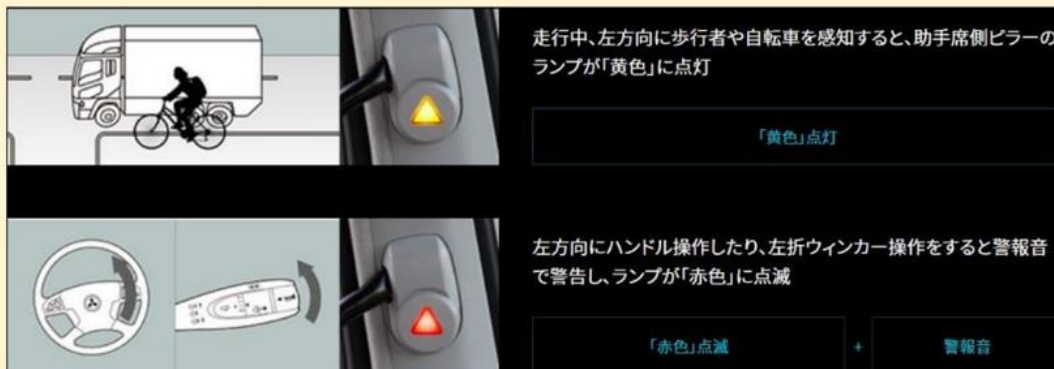 走行中、左方向に歩行者や自転車を感知すると、助手席側ピラーの
ランプが「黄色」に点灯
「黄色」点灯
左方向にハンドル操作したり、左折ウィンカー操作をすると警報音
で警告し、ランプが「赤色」に点滅
「赤色」点滅 + 警報音